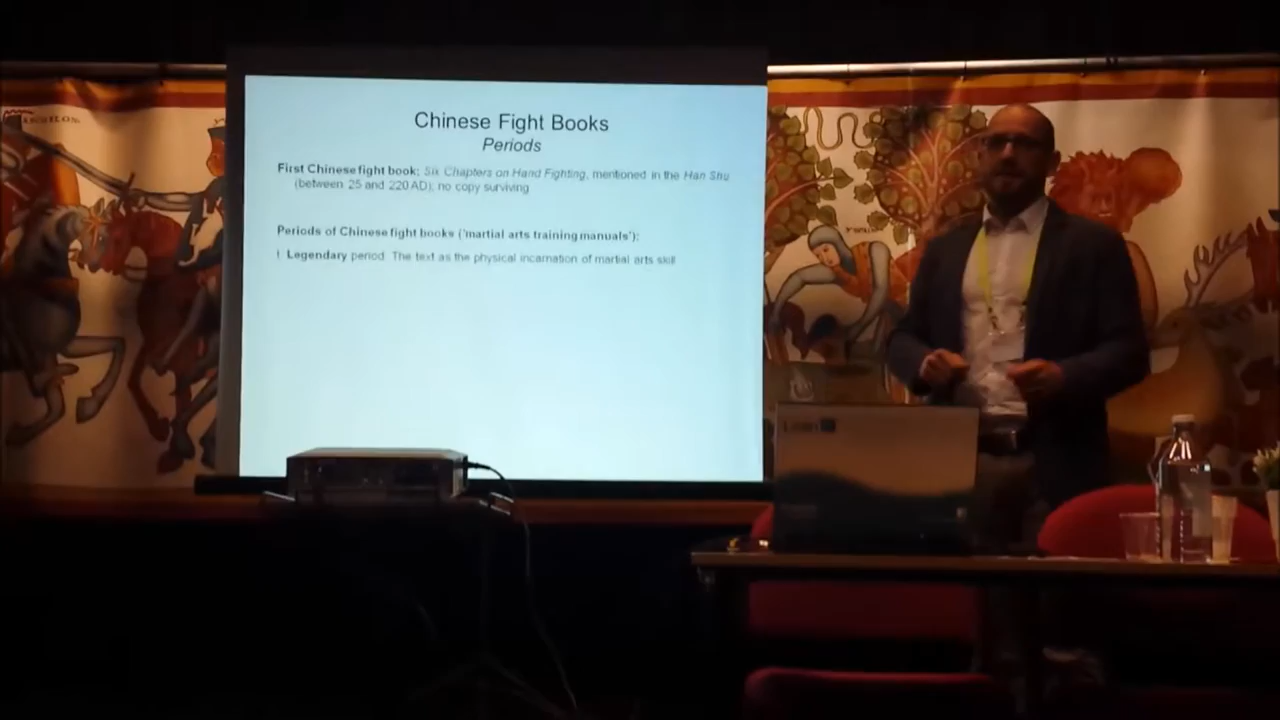 Chinese Fight Books
Periods
First Chinese fight book: Six Chapters on Hand Fighting, mentioned in the Han Shu
(between 25 and 220 AD); no copy surviving
Periods of Chinese fight books ('martial arts training manuals'):
Legendary period: The text as the physical incarnation of martial arts skill